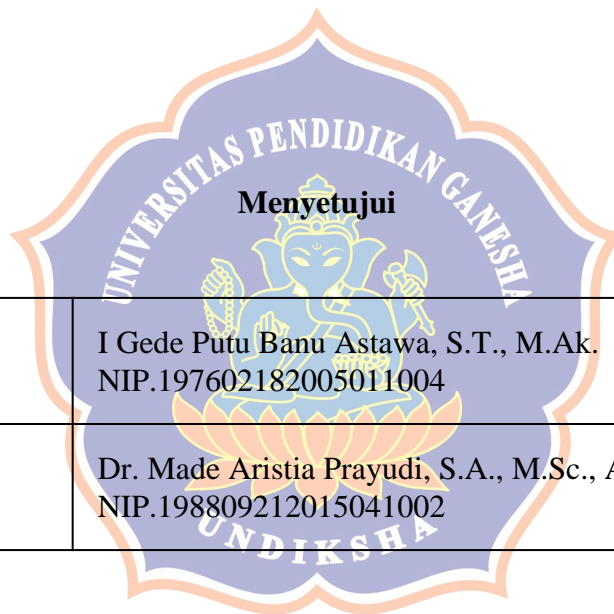 UNIVERSITAS PENDIDIKAN GANESHA
Menyetujui
I Gede Putu Banu Astawa, S.T., M.Ak.
NIP.197602182005011004
Dr. Made Aristia Prayudi, S.A., M.Sc.,
NIP.198809212015041002
UNDIKSHA